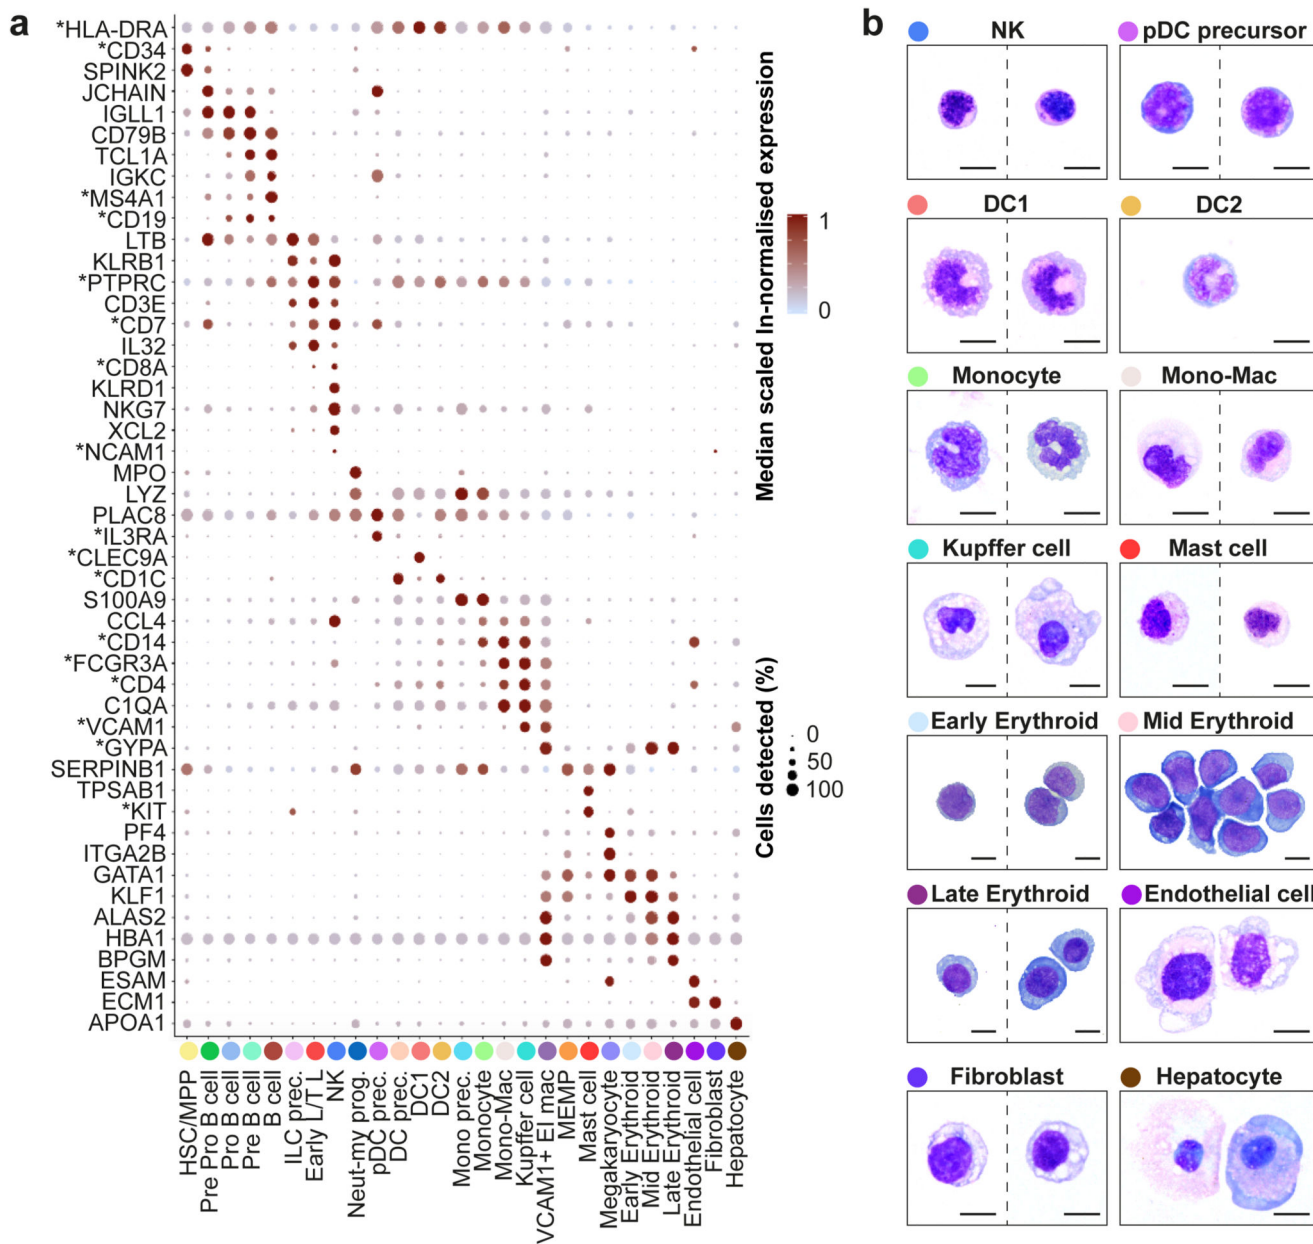 a
*HLA-DRA
*CD34
SPINK2
JCHAIN
IGLL1
CD79B
TCL1A
IGKC
*MS4A1
*CD19
LTB
KLRB1
*PTPRC
CD3E
*CD7
IL32
*CD8A
KLRD1
NKG7
XCL2
*NCAM1
MPO
LYZ
PLAC8
*IL3RA
*CLEC9A
*CD1C
S100A9
CCL4
*CD14
*FCGR3A
*CD4
C1QA
*VCAM1
*GYPA
SERPINB1
TPSAB1
*KIT
PF4
ITGA2B
GATA1
KLF1
ALAS2
HBA1
BPGM
ESAM
ECM1
APOA1
HSC/MPP
Pre Pro B cell
Pro B cell
Pre B cell
B cell
ILC prec.
Early L/T L
NK
Neut-my prog.
pDC prec.
DC prec.
DC1
DC2
Mono prec.
Monocyte
Mono-Mac
Kupffer cell
VCAM1+ EI mac
MEMP
Mast cell
Megakaryocyte
Early Erythroid
Mid Erythroid
Late Erythroid
Endothelial cell
Fibroblast
Hepatocyte
Median scaled ln-normalised expression
1
0
Cells detected (%)
0
50
100
b
NK
pDC precursor
DC1
DC2
Monocyte
Mono-Mac
Kupffer cell
Mast cell
Early Erythroid
Mid Erythroid
Late Erythroid
Endothelial cell
Fibroblast
Hepatocyte